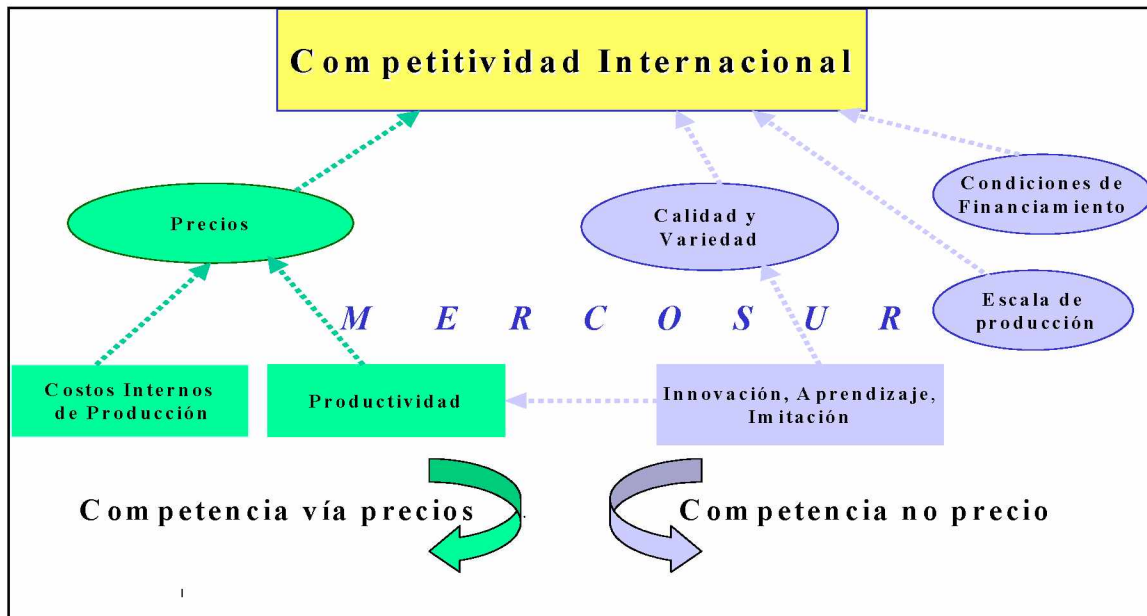 Competitividad Internacional
Condiciones de
Financiamiento
Precios
Calidad y
Variedad
MERCOSUR
Escala de
producción
Costos Internos
de Producción
Productividad
Innovación, Aprendizaje,
Imitación
Competencia vía precios
Competencia no precio